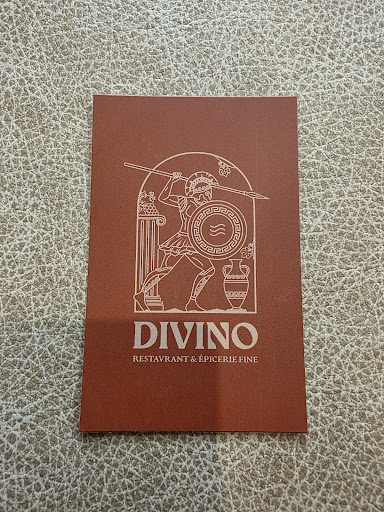 DIVINO
RESTAVRANT & ÉPICERIE FINE